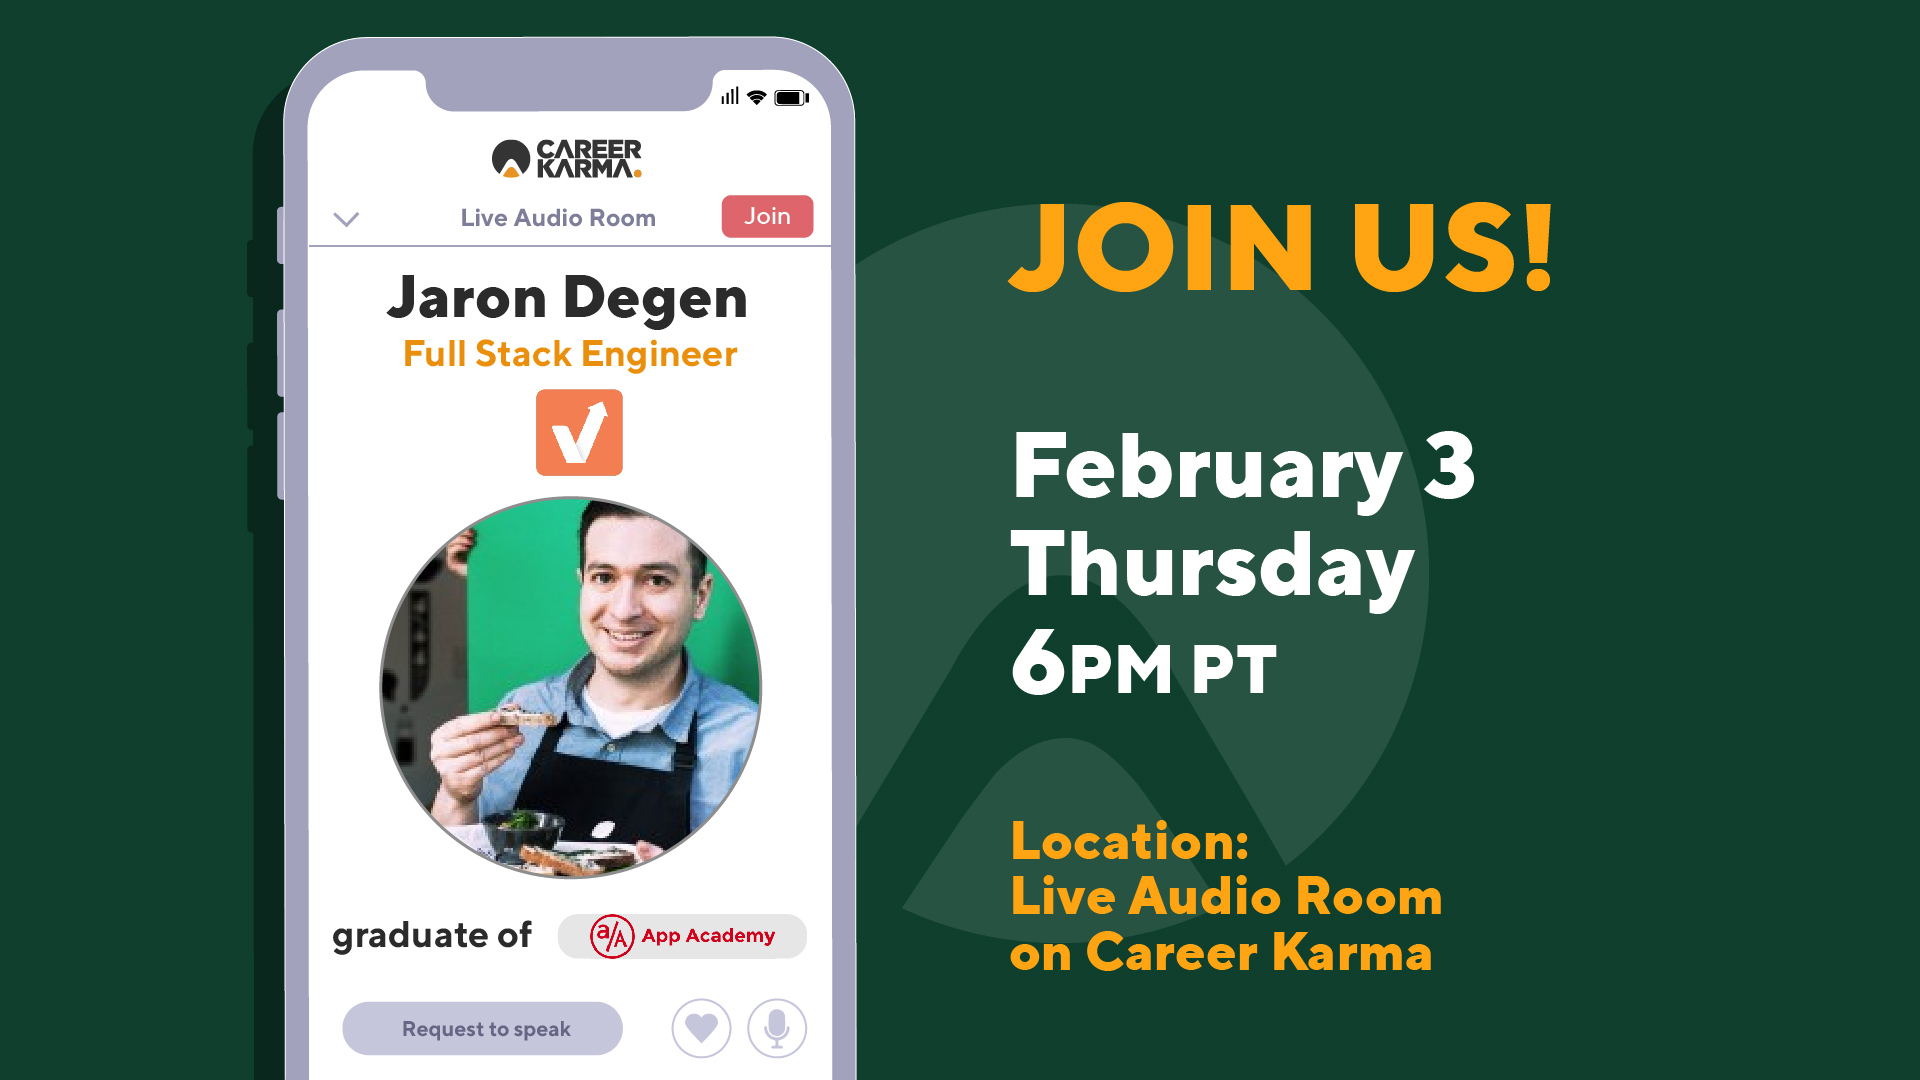 CAREER
KARMA.
Live Audio Room
Join
Jaron Degen
Full Stack Engineer
graduate of
a/A App Academy
Request to speak
JOIN US!
February 3
Thursday
6PM PT
Location:
Live Audio Room
on Career Karma